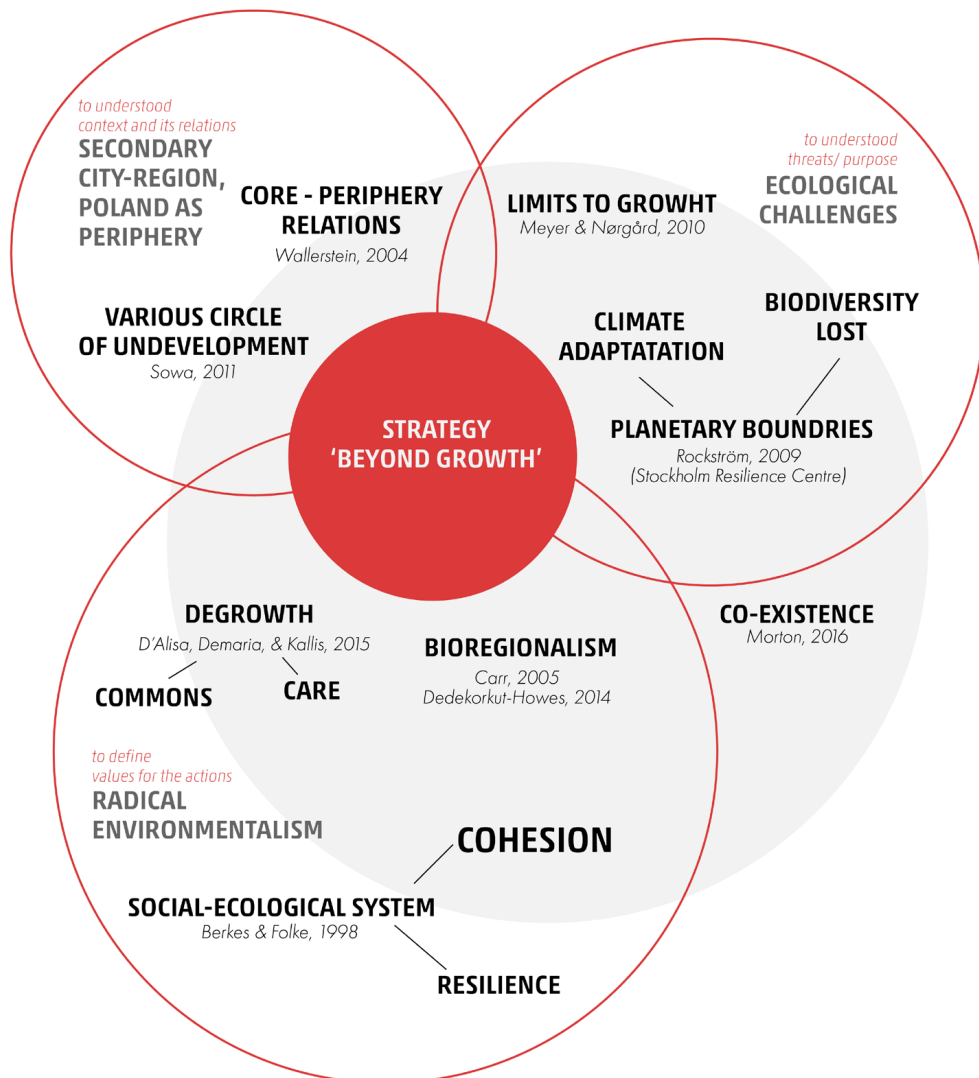 to understood
context and its relations
SECONDARY
CITY-REGION,
POLAND AS
PERIPHERY
CORE - PERIPHERY
RELATIONS
Wallerstein, 2004
VARIOUS CIRCLE
OF UNDEVELOPMENT
Sowa, 2011
to understood
threats/ purpose
ECOLOGICAL
CHALLENGES
LIMITS TO GROWHT
Meyer & Nørgård, 2010
BIODIVERSITY
LOST
CLIMATE
ADAPTATATION
PLANETARY BOUNDRIES
Rockström, 2009
(Stockholm Resilience Centre)
STRATEGY
‘BEYOND GROWTH’
CO-EXISTENCE
Morton, 2016
DEGROWTH
D’Alisa, Demaria, & Kallis, 2015
COMMONS
CARE
BIOREGIONALISM
Carr, 2005
Dedekorkut-Howes, 2014
to define
values for the actions
RADICAL
ENVIRONMENTALISM
COHESION
SOCIAL-ECOLOGICAL SYSTEM
Berkes & Folke, 1998
RESILIENCE